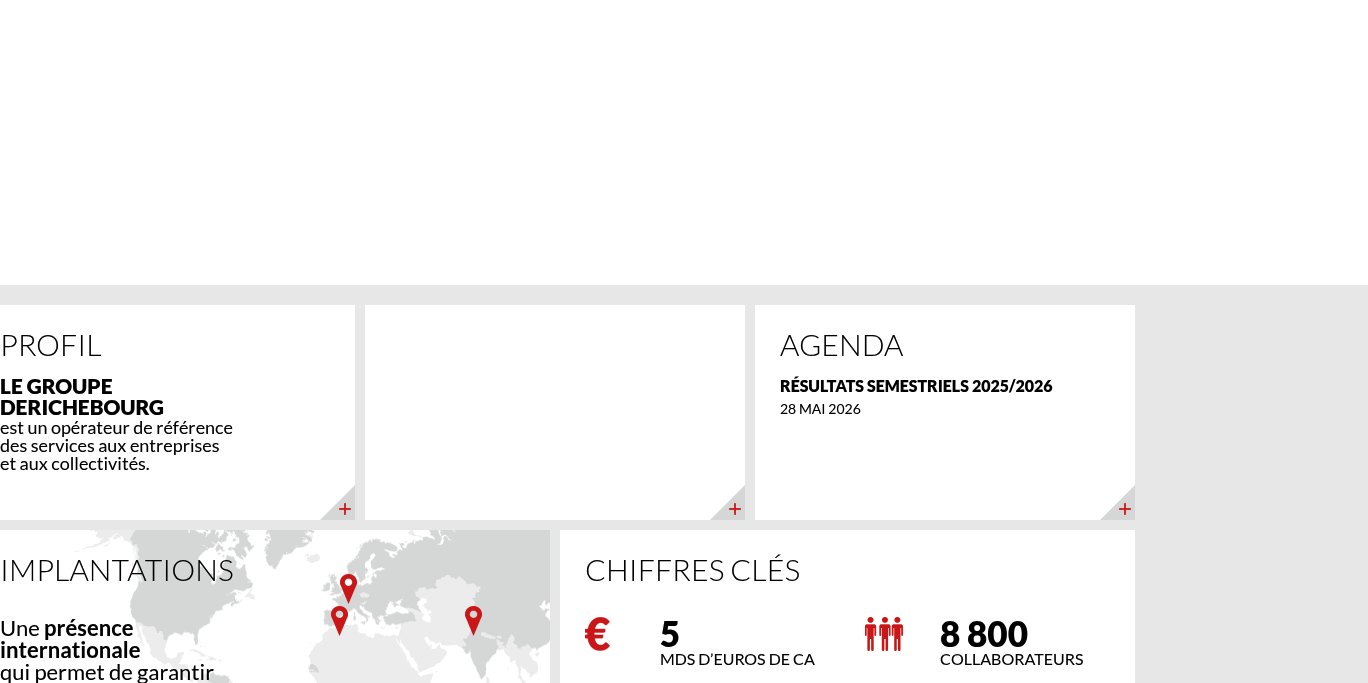 PROFIL
LE GROUPE
DERICHEBOURG
est un opérateur de référence
des services aux entreprises
et aux collectivités.
AGENDA
RÉSULTATS SEMESTRIELS 2025/2026
28 MAI 2026
IMPLANTATIONS
Une présence
internationale
qui permet de garantir
CHIFFRES CLÉS
€
5
MDS D’EUROS DE CA
8 800
COLLABORATEURS